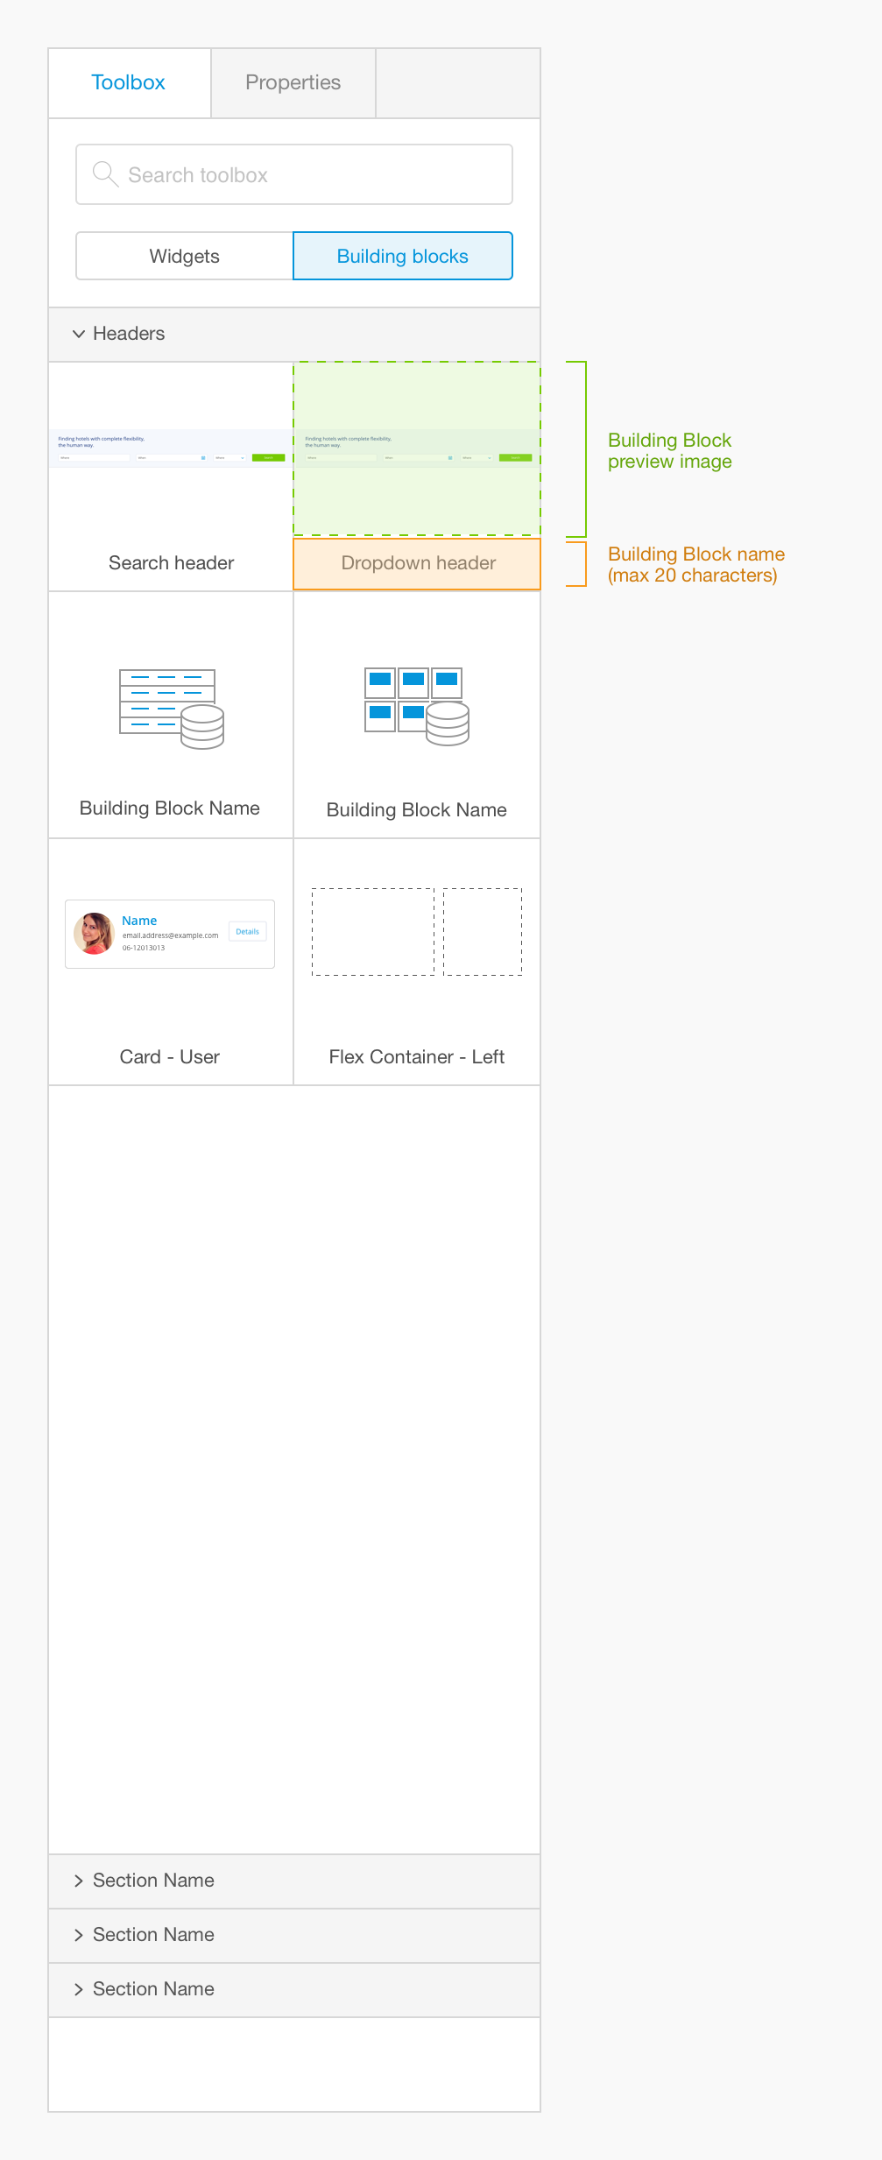 Toolbox
Properties
Search toolbox
Widgets
Building blocks
Headers
Finding hotels with complete flexibility,
the human way.
Finding hotels with complete flexibility,
the human way.
Search header
Dropdown header
Building Block
preview image
Building Block name
(max 20 characters)
Building Block Name
Building Block Name
Name
email.address@example.com
06-12013013
Details
Card - User
Flex Container - Left
Section Name
Section Name
Section Name